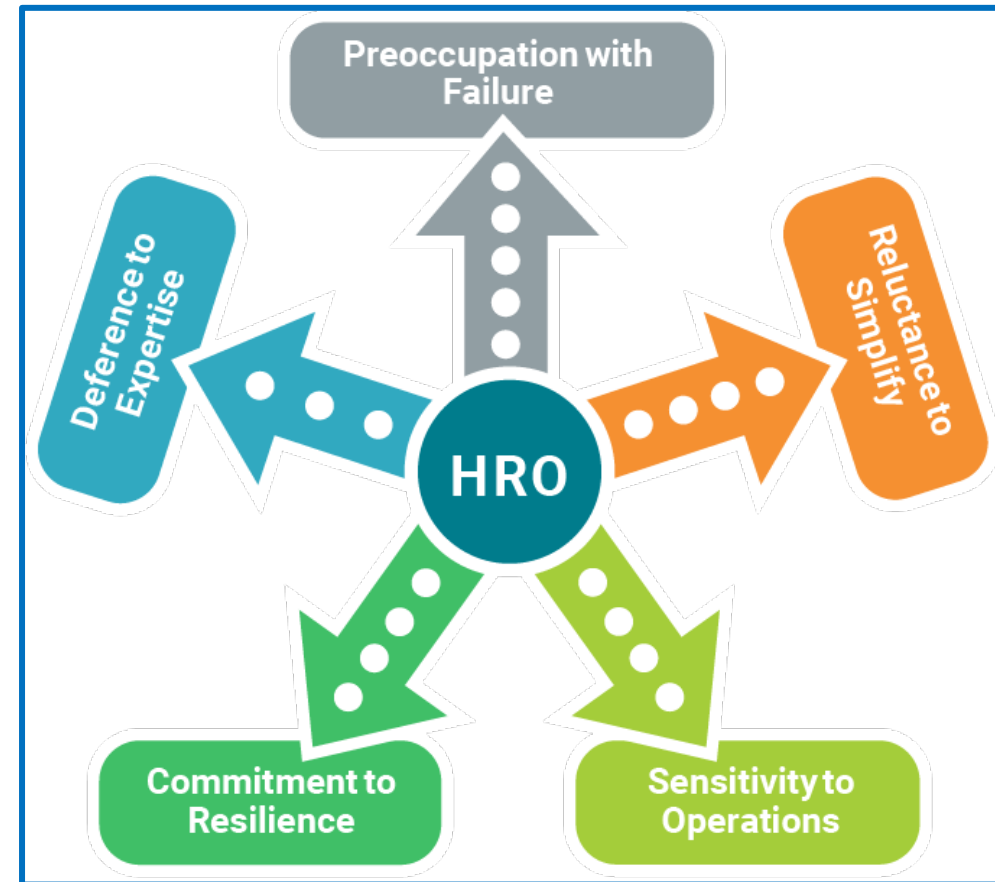 Preoccupation with
Failure
Reluctance to
Simplify
Sensitivity to
Operations
Commitment to
Resilience
Deference to
Expertise
HRO